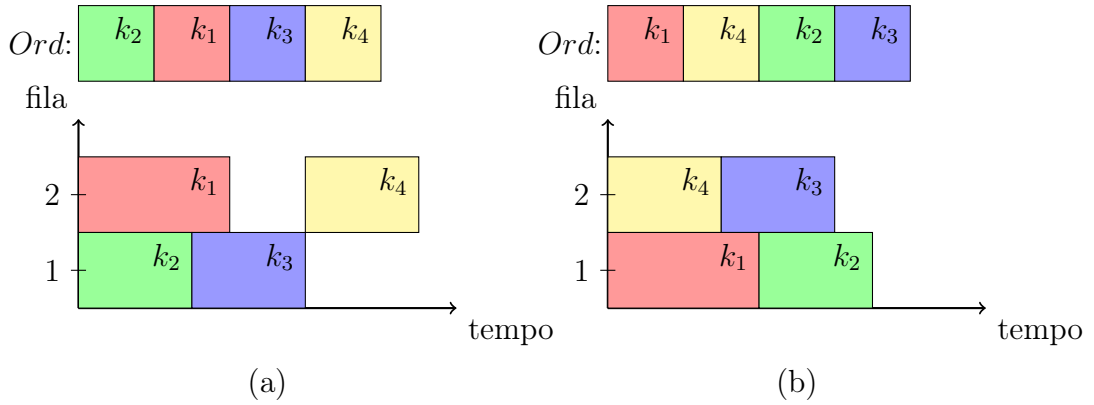 Ord: k₂ k₁ k₃ k₄
fila
2 k₁ k₄
1 k₂ k₃
tempo
(a)
Ord: k₁ k₄ k₂ k₃
fila
2 k₄ k₃
1 k₁ k₂
tempo
(b)